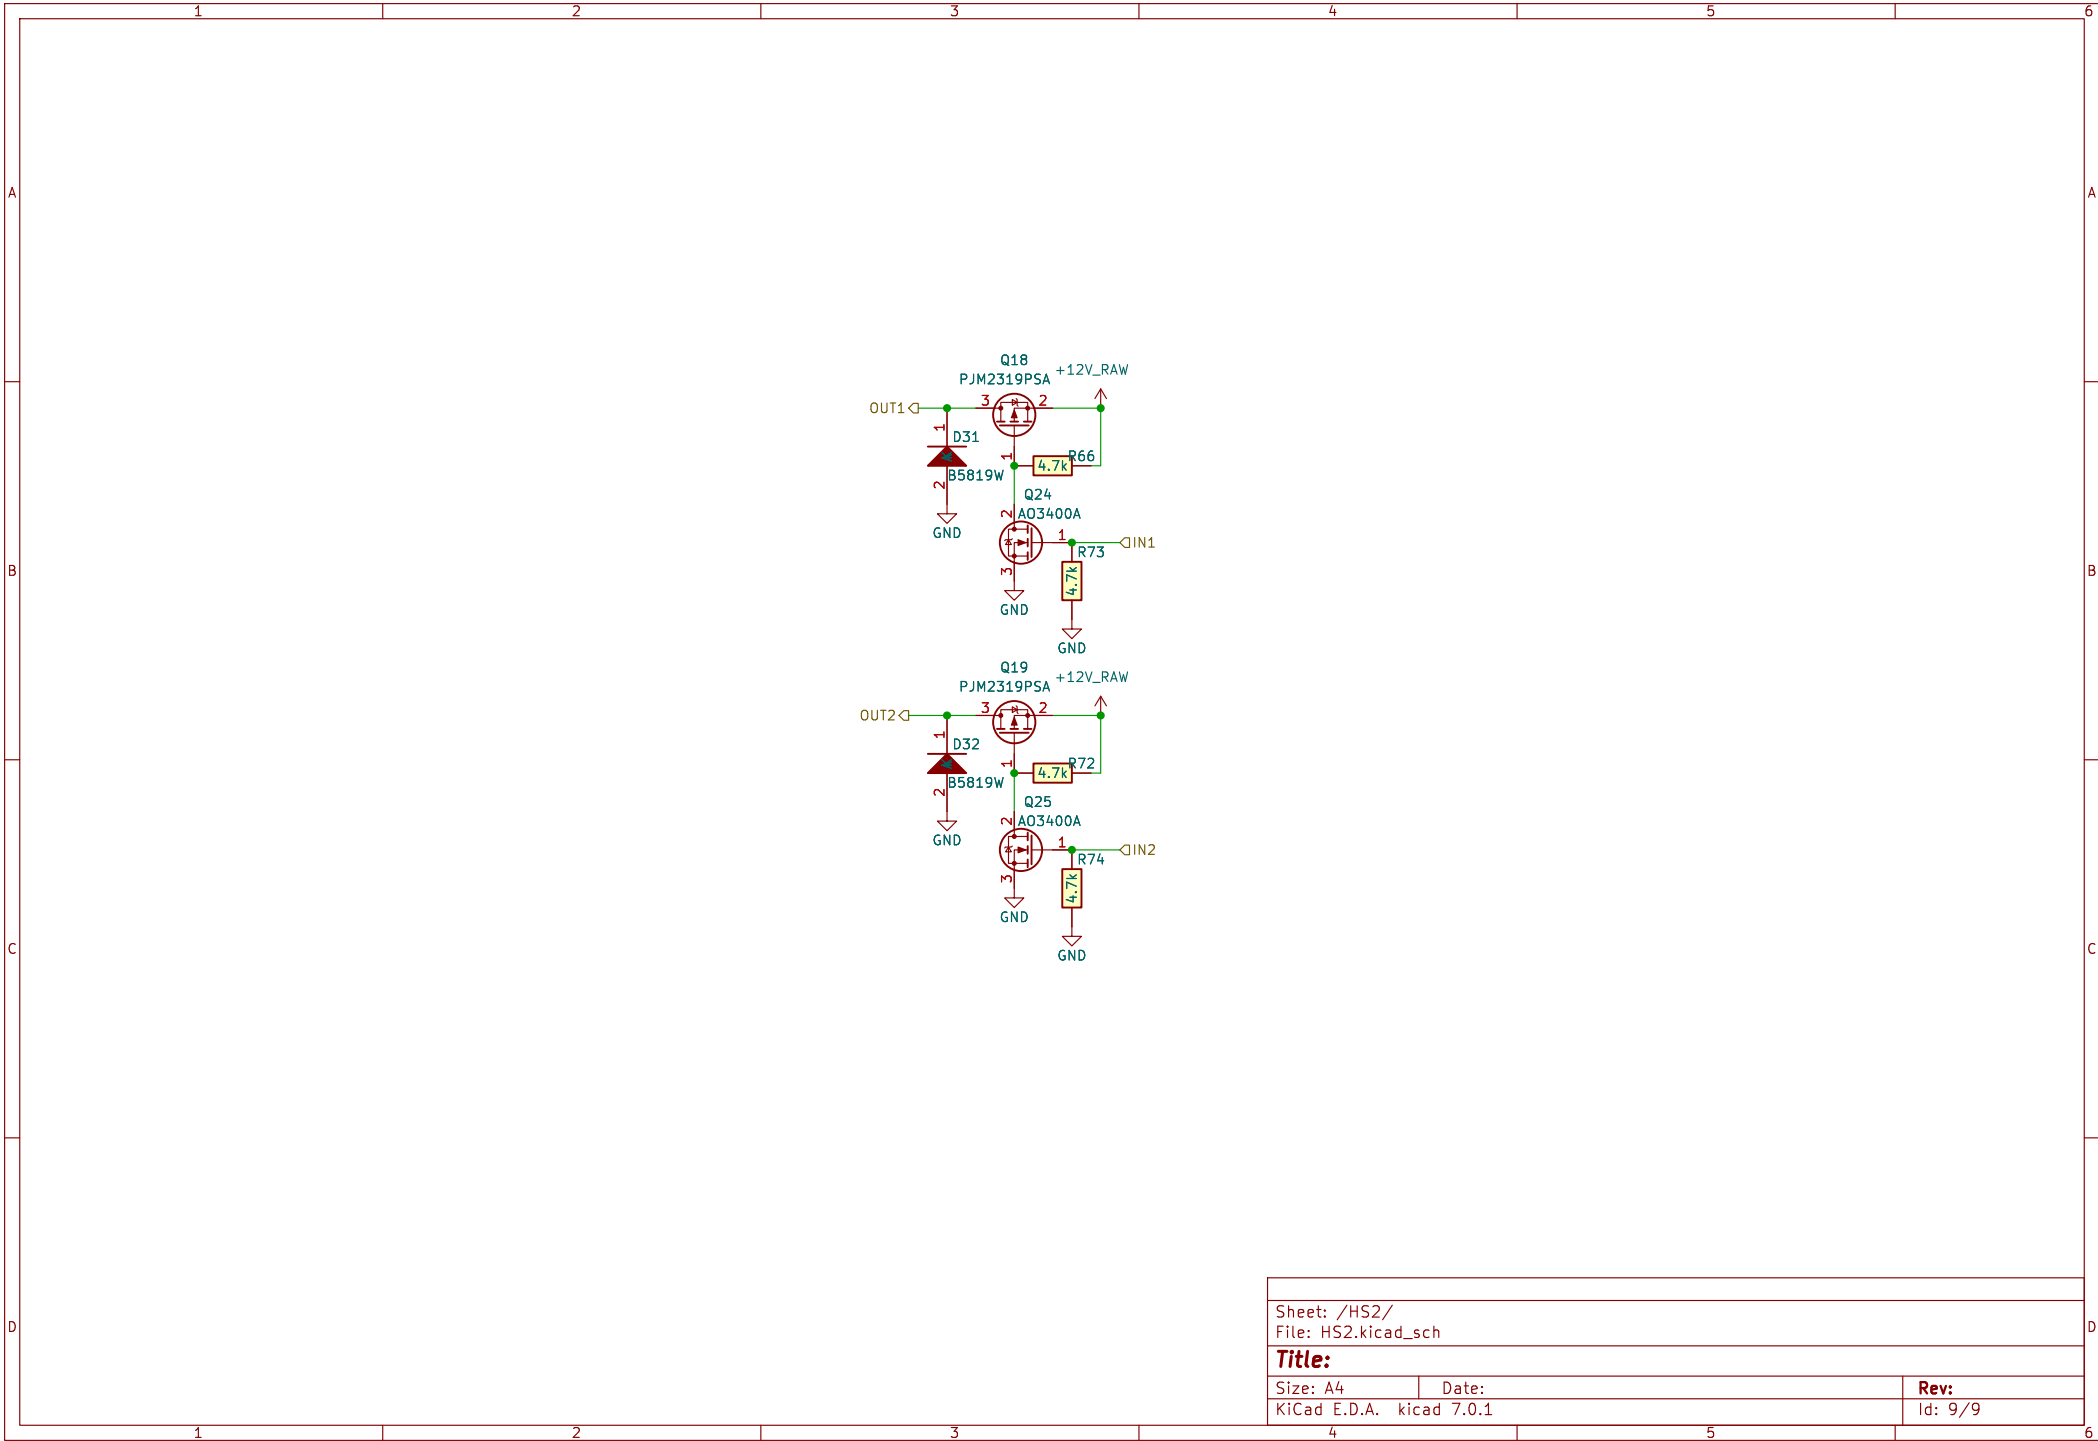 1 2 3 4 5 6
A A
Q18
PJM2319PSA
+12V_RAW
OUT1
3 2
1
D31
1
R66
4.7k
B5819W
2
Q24
AO3400A
2
GND
1
IN1
R73
3
4.7k
GND
GND
B B
Q19
PJM2319PSA
+12V_RAW
OUT2
3 2
1
D32
1
R72
4.7k
B5819W
2
Q25
AO3400A
2
GND
1
IN2
R74
3
4.7k
GND
GND
C C
Sheet: /HS2/
File: HS2.kicad_sch
Title:
Size: A4 Date: Rev:
KiCad E.D.A. kicad 7.0.1 Id: 9/9
D D
1 2 3 4 5 6